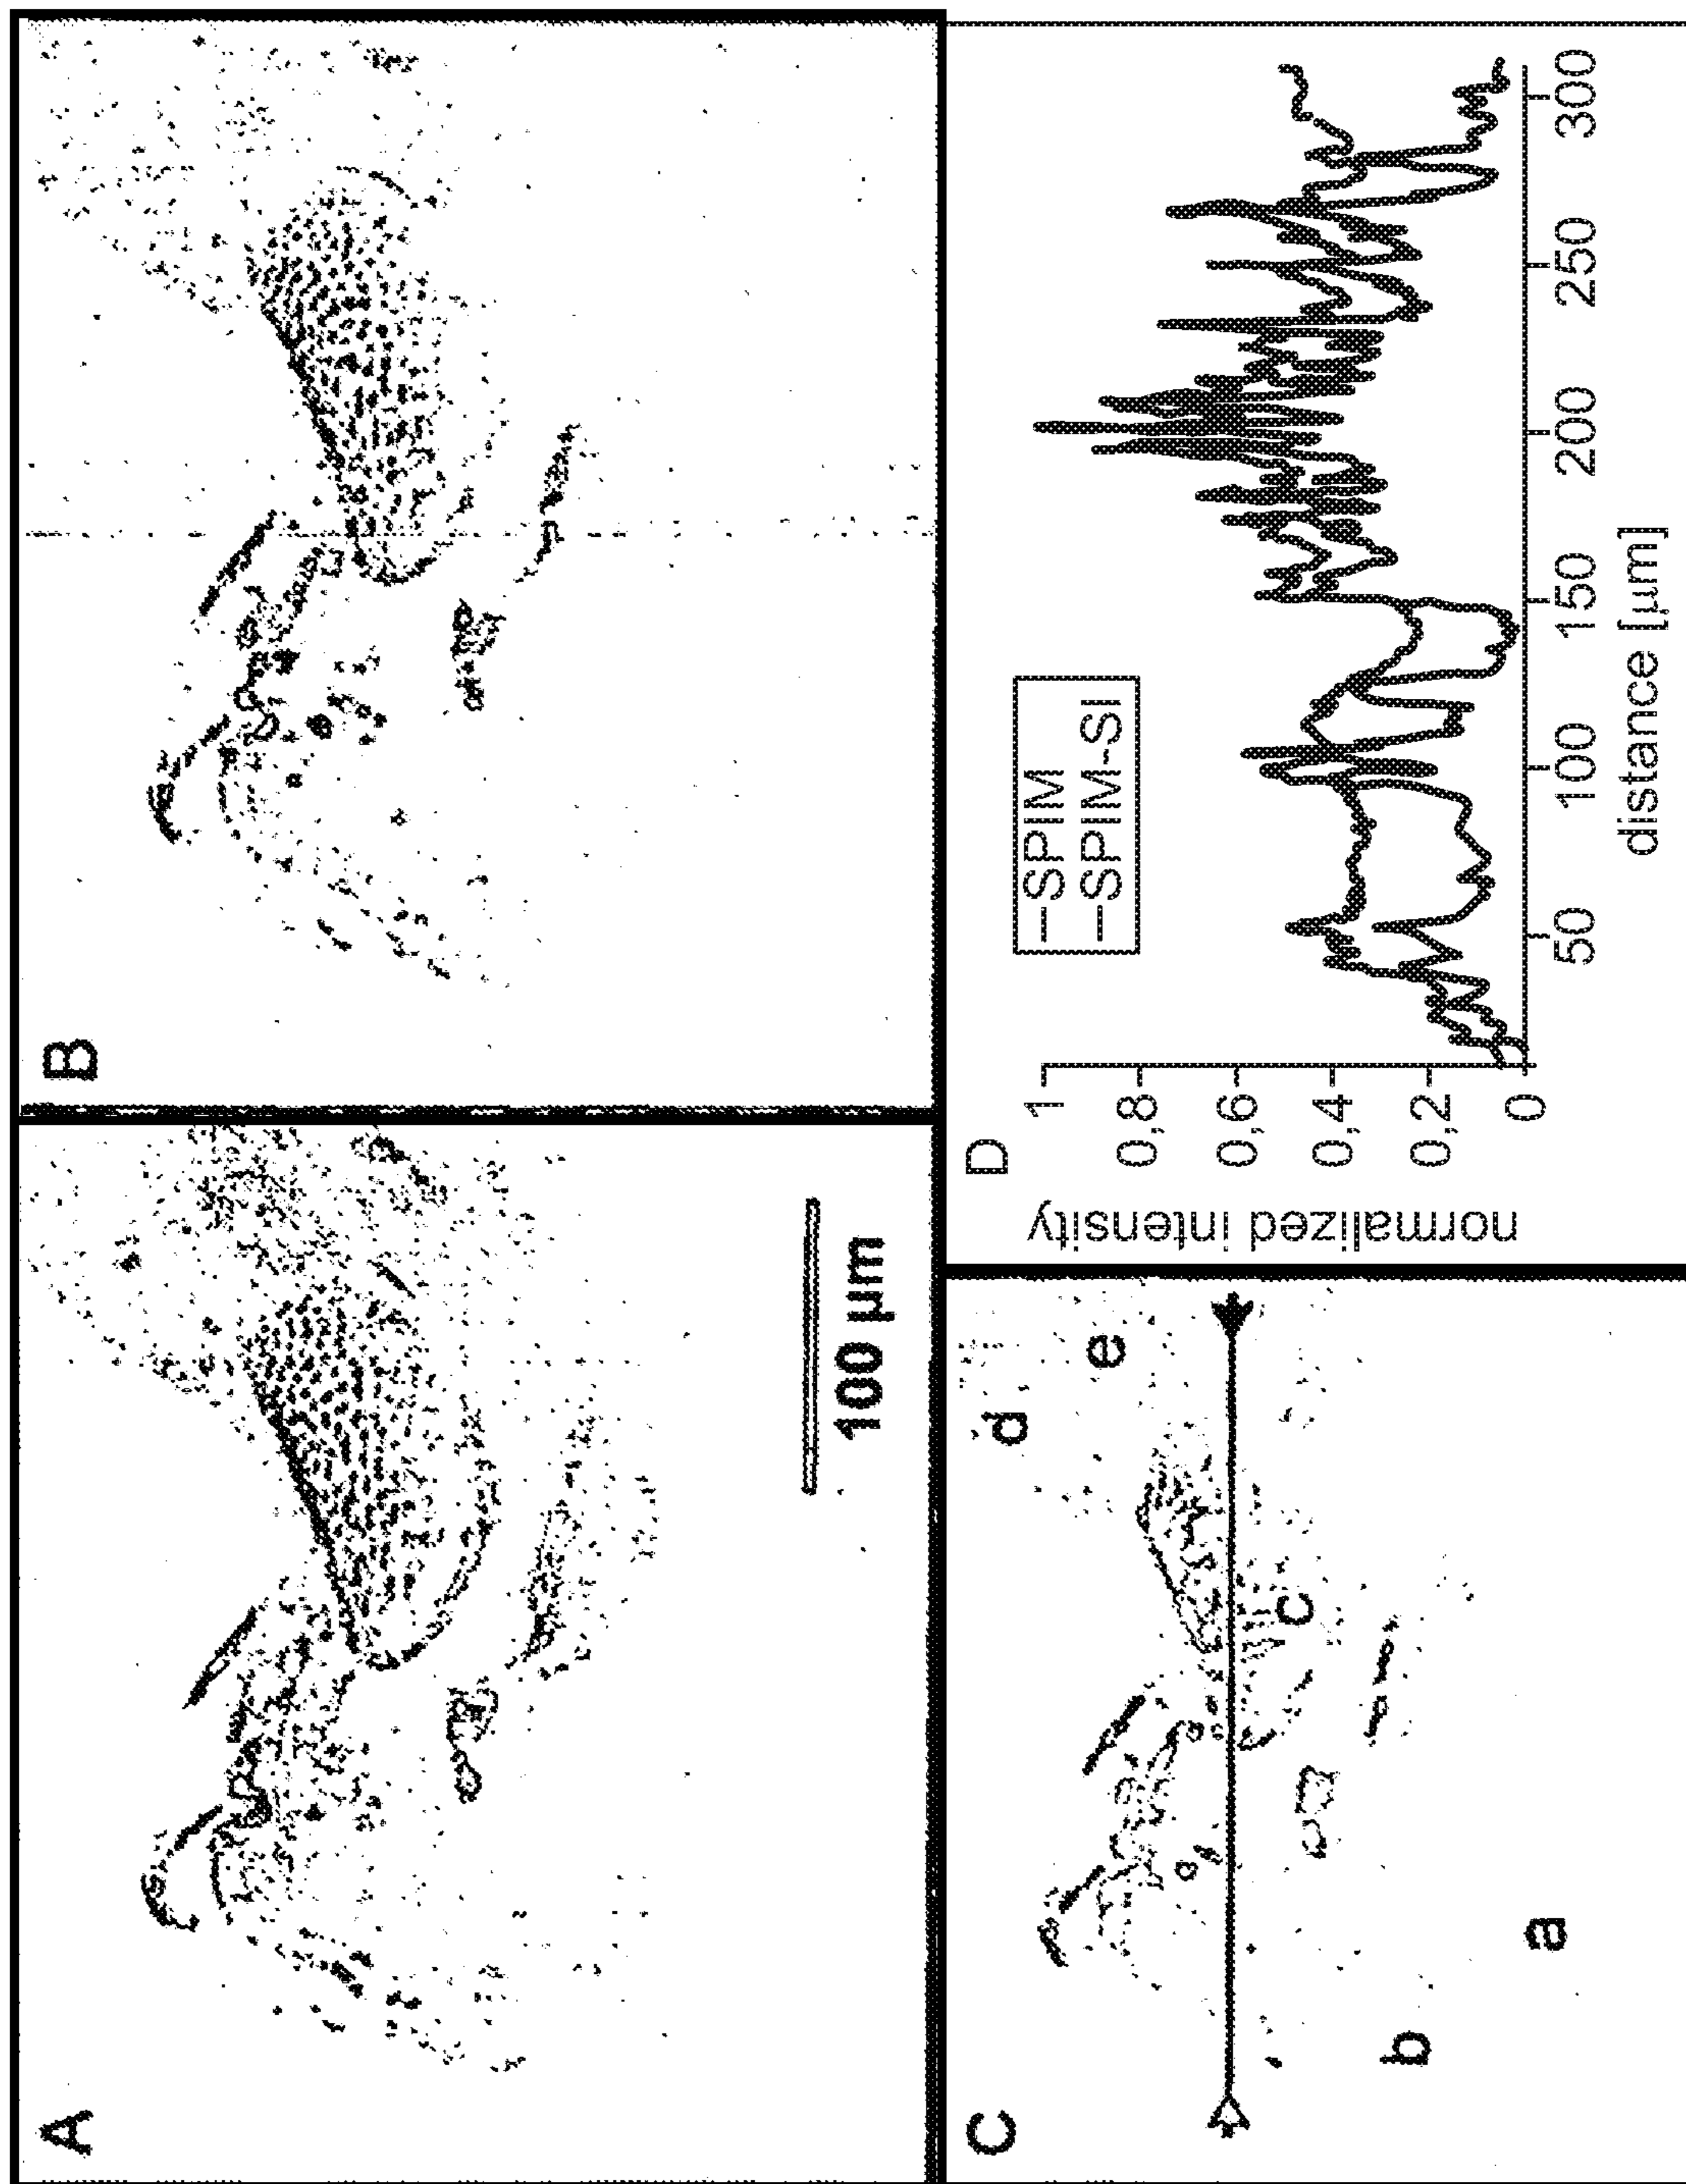 A
100 µm
B
C
a
b
c
d
e
D
normalized intensity
1
0,8
0,6
0,4
0,2
0
–SPIM
–SPIM-SI
50
100
150
200
250
300
distance [µm]